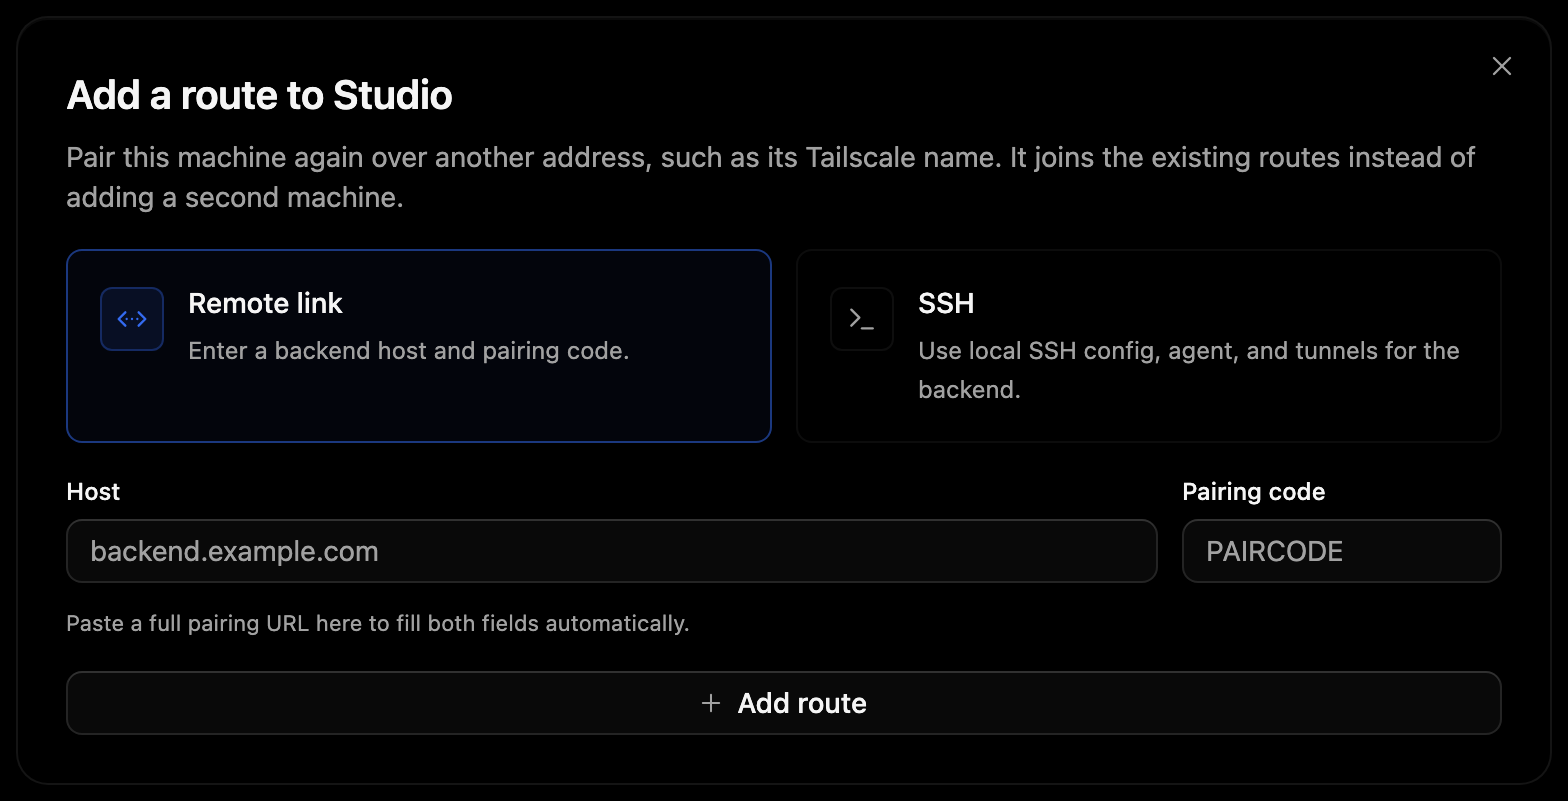 Add a route to Studio
Pair this machine again over another address, such as its Tailscale name. It joins the existing routes instead of
adding a second machine.
Remote link
Enter a backend host and pairing code.
SSH
Use local SSH config, agent, and tunnels for the
backend.
Host
backend.example.com
Pairing code
PAIRCODE
Paste a full pairing URL here to fill both fields automatically.
Add route